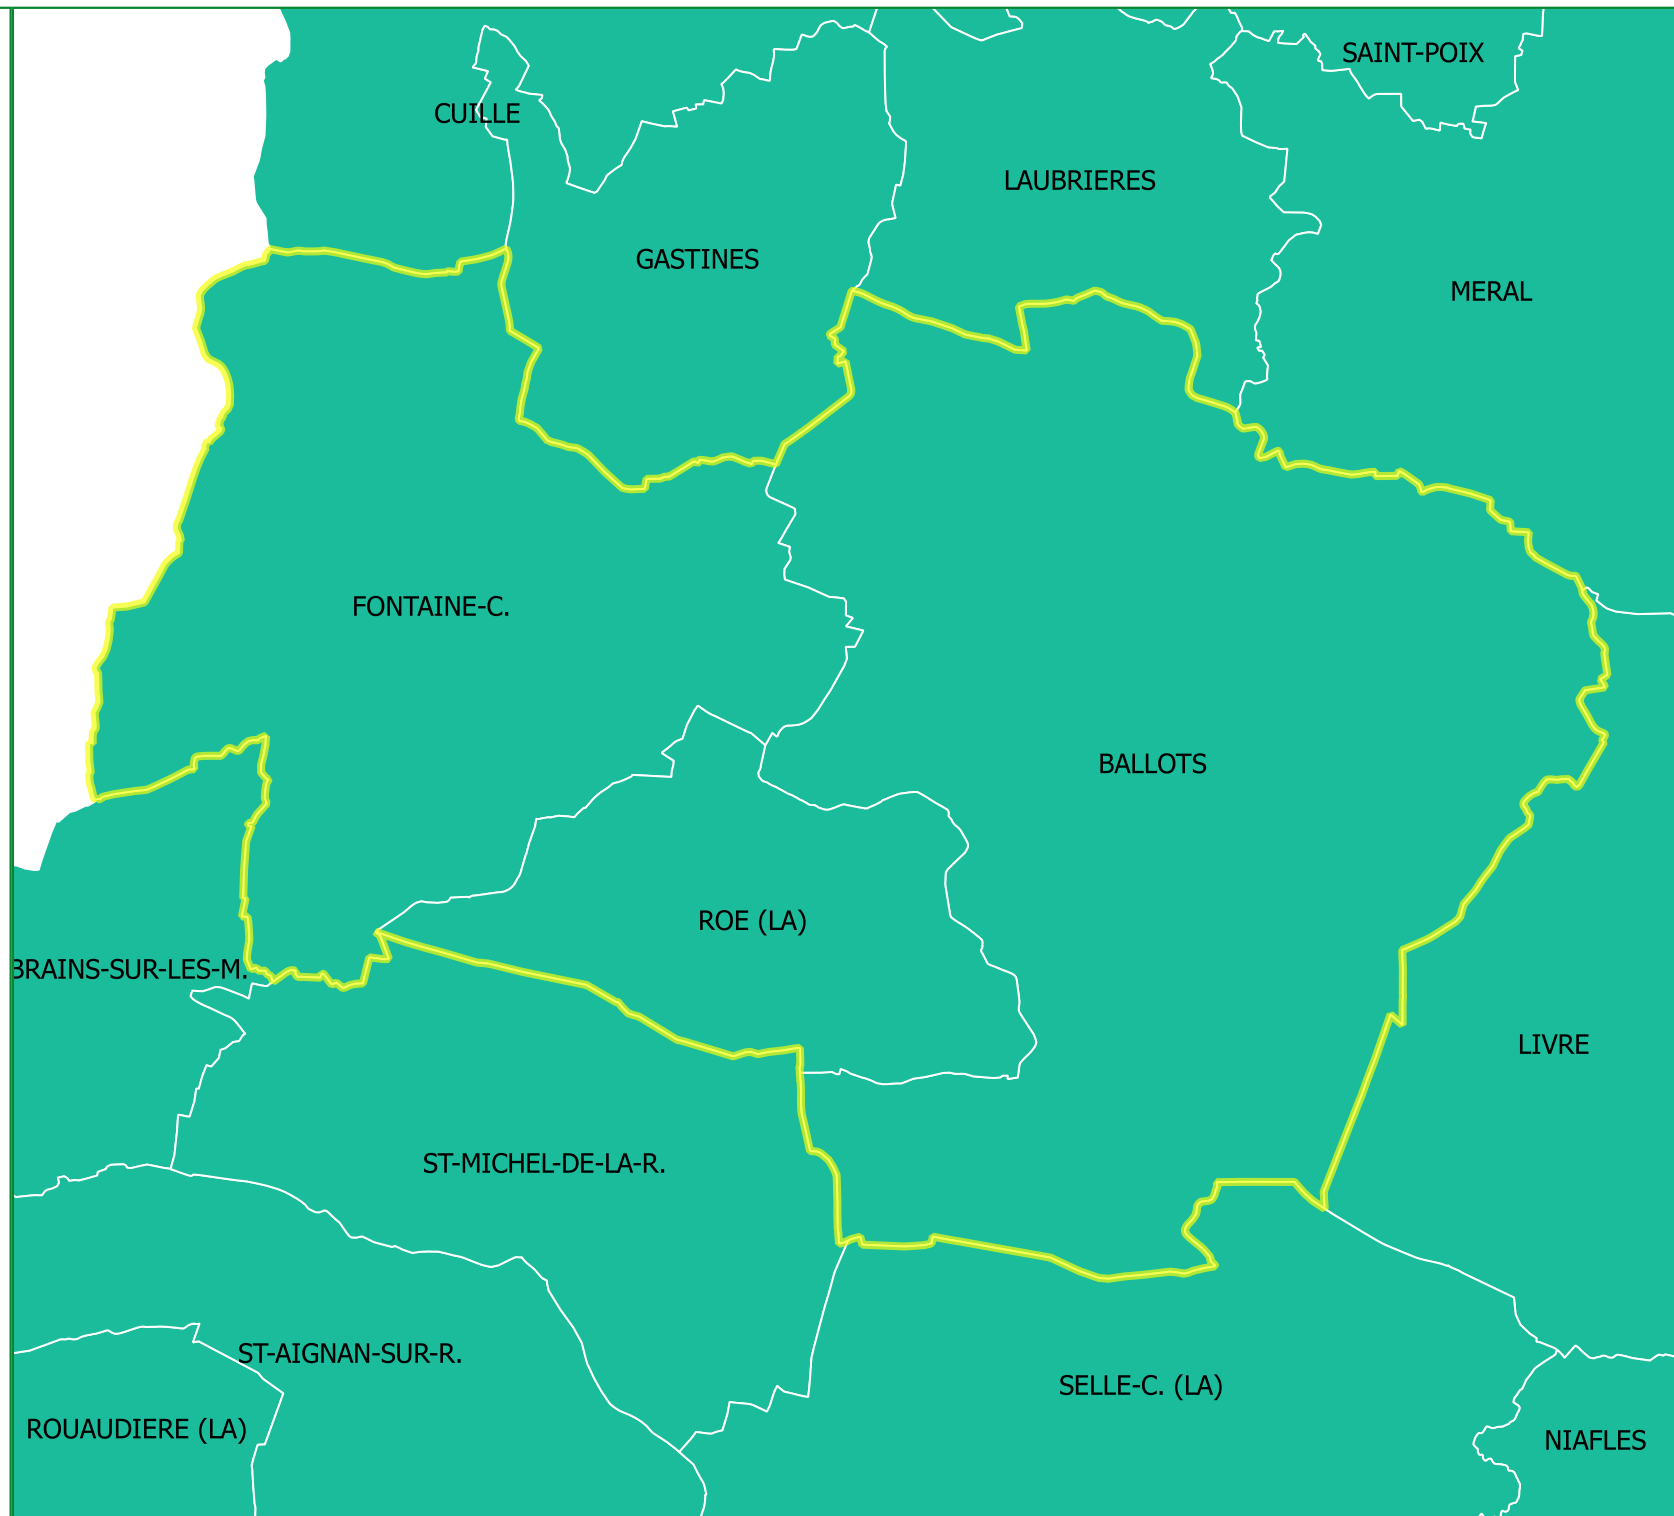 SAINT-POIX
CUILLE
LAUBRIERES
GASTINES
MERAL
FONTAINE-C.
BALLOTS
ROE (LA)
BRAINS-SUR-LES-M.
LIVRE
ST-MICHEL-DE-LA-R.
ST-AIGNAN-SUR-R.
SELLE-C. (LA)
ROUAUDIERE (LA)
NIAFLES